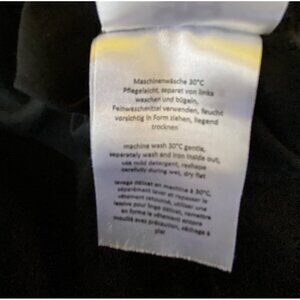 Maschinenwäsche 30°C
Pflegeleicht, separat von links
waschen und bügeln,
Feinwaschmittel verwenden, feucht
vorsichtig in Form ziehen, liegend
trocknen
machine wash 30°C gentle,
separately wash and iron inside out,
use mild detergent, reshape
carefully during wet, dry flat
lavage délicat en machine à 30°C,
séparément laver et repasser le
vêtement retourné, utiliser une
lessive pour linge délicat, remettre
en forme le vêtement encore
mouillé avec précaution, séchage à
plat